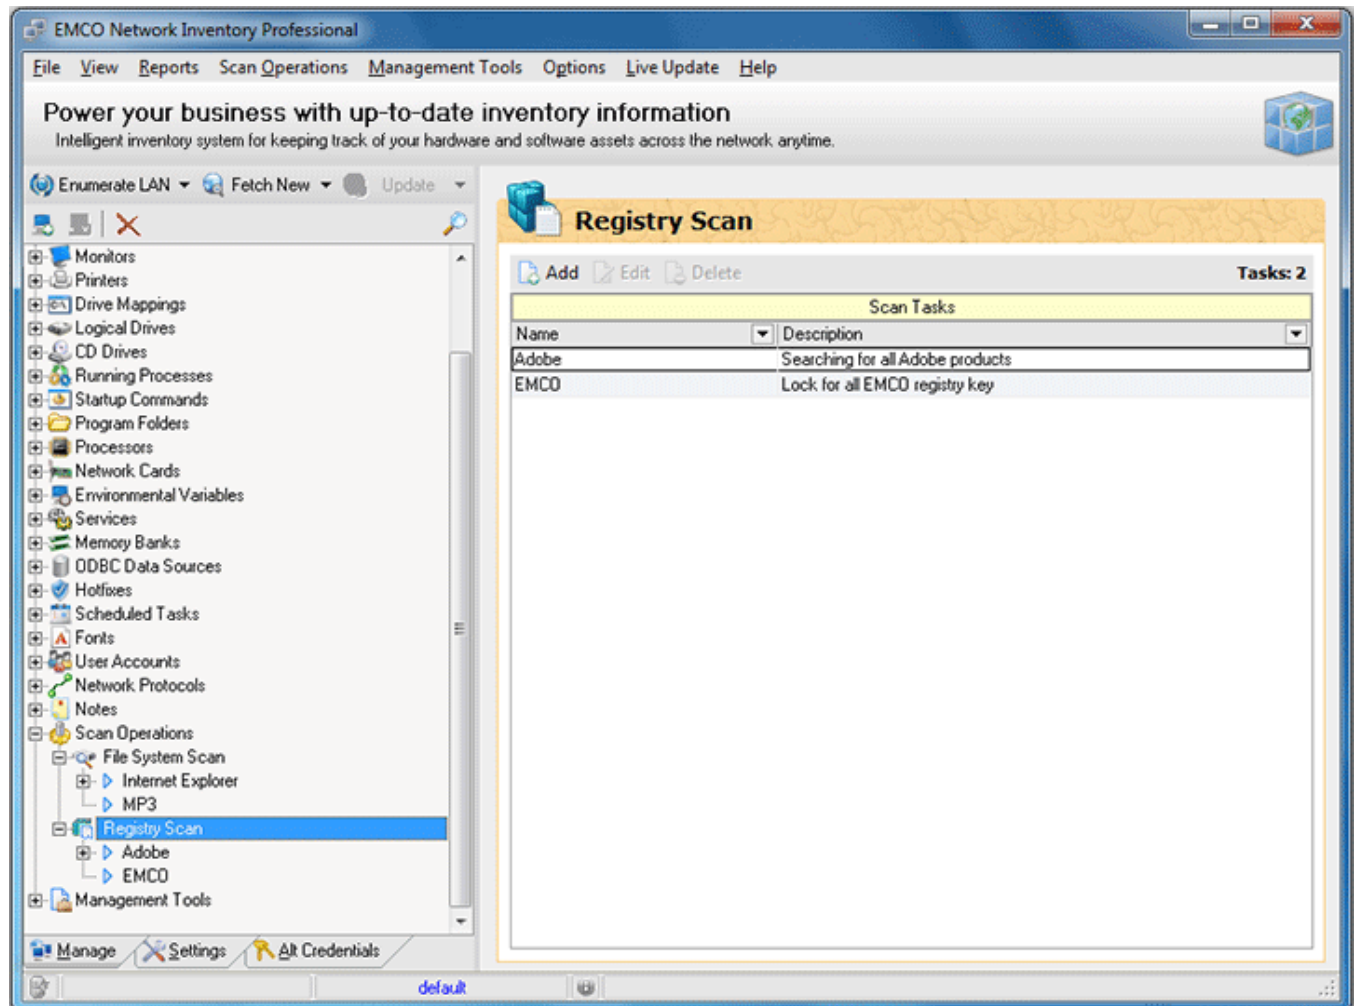 EMCO Network Inventory Professional
File View Reports Scan Operations Management Tools Options Live Update Help
Power your business with up-to-date inventory information
Intelligent inventory system for keeping track of your hardware and software assets across the network anytime.
Enumerate LAN Fetch New Update
Registry Scan
Add Edit Delete Tasks: 2
Scan Tasks
Name Description
Adobe Searching for all Adobe products
EMCO Lock for all EMCO registry key
Monitors
Printers
Drive Mappings
Logical Drives
CD Drives
Running Processes
Startup Commands
Program Folders
Processors
Network Cards
Environmental Variables
Services
Memory Banks
ODBC Data Sources
Hotfixes
Scheduled Tasks
Fonts
User Accounts
Network Protocols
Notes
Scan Operations
File System Scan
Internet Explorer
MP3
Registry Scan
Adobe
EMCO
Management Tools
Manage Settings Alt Credentials
default